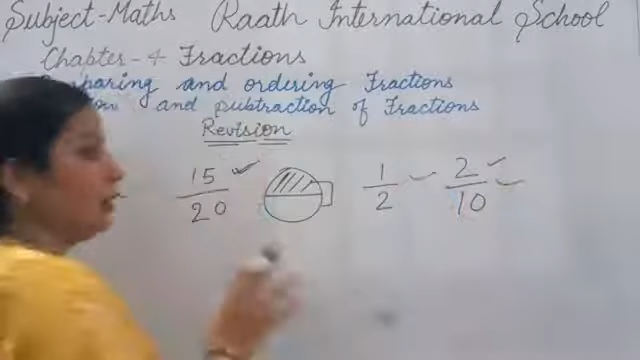 Subject-Maths Raath International School
Chapter-4 Fractions
paring and ordering Fractions
and subtraction of Fractions
Revision
15/20 1/2 2/10